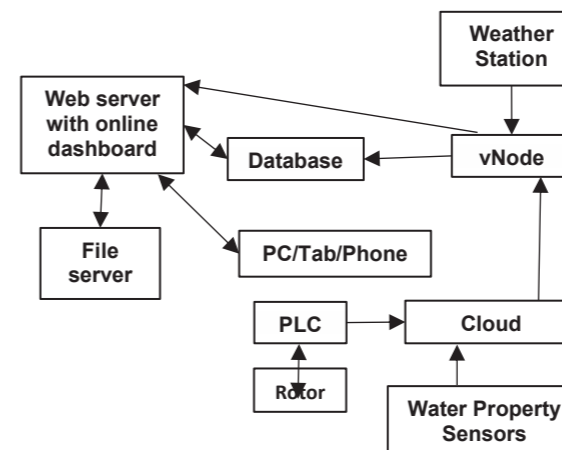 Weather
Station
Web server
with online
dashboard
Database
vNode
File
server
PC/Tab/Phone
PLC
Cloud
Rotor
Water Property
Sensors